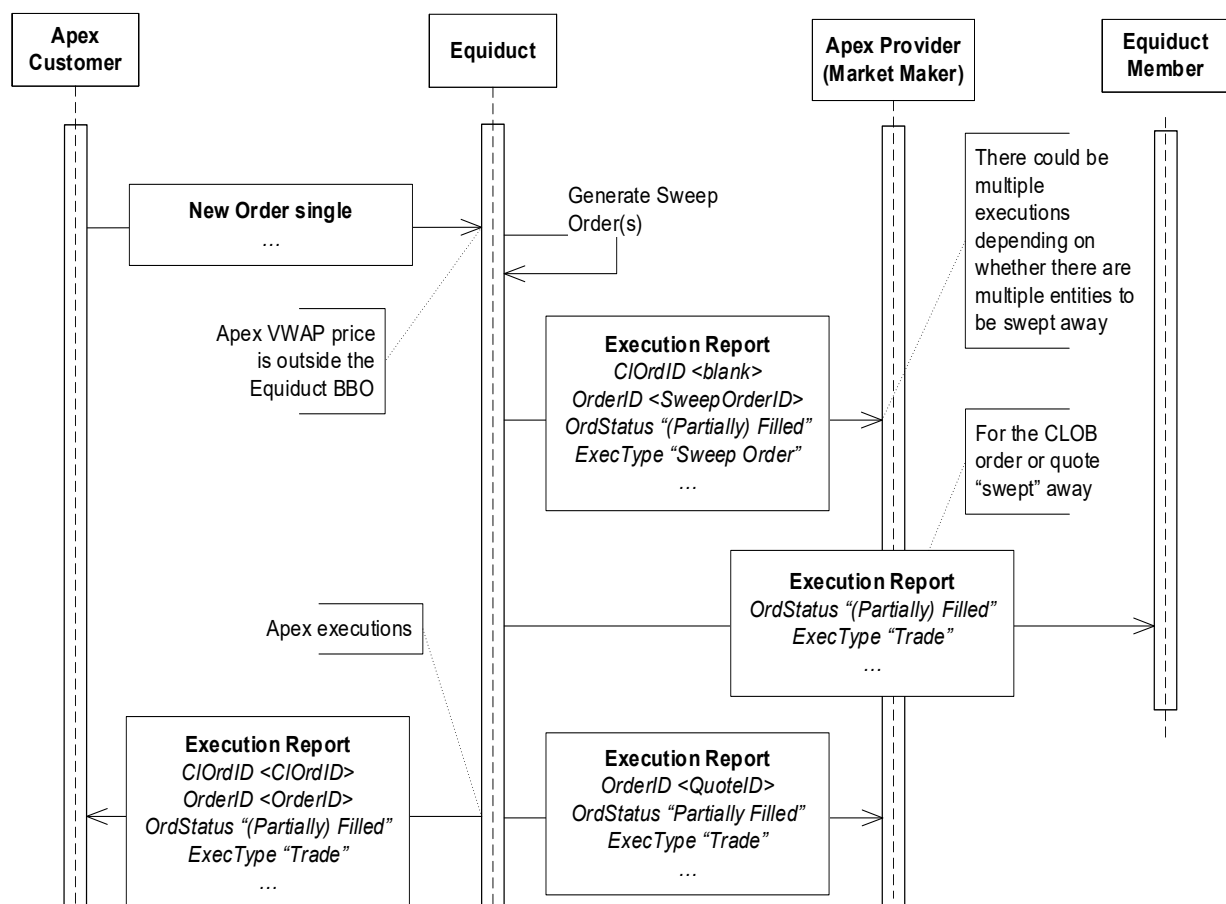 Apex
Customer
Equiduct
Apex Provider
(Market Maker)
Equiduct
Member
New Order single
…
Generate Sweep
Order(s)
There could be
multiple
executions
depending on
whether there are
multiple entities to
be swept away
Apex VWAP price
is outside the
Equiduct BBO
Execution Report
ClOrdID <blank>
OrderID <SweepOrderID>
OrdStatus “(Partially) Filled”
ExecType “Sweep Order”
…
For the CLOB
order or quote
“swept” away
Execution Report
OrdStatus “(Partially) Filled”
ExecType “Trade”
…
Apex executions
Execution Report
ClOrdID <ClOrdID>
OrderID <OrderID>
OrdStatus “(Partially) Filled”
ExecType “Trade”
…
Execution Report
OrderID <QuoteID>
OrdStatus “Partially Filled”
ExecType “Trade”
…